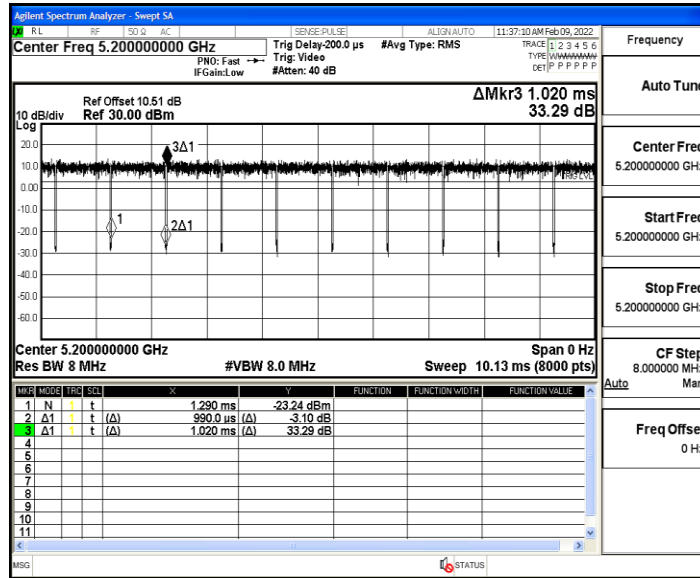 Agilent Spectrum Analyzer - Swept SA
RL RF 50 Ω AC SENSE:PULSE ALIGN AUTO 11:37:10 AM Feb 09, 2022
Center Freq 5.200000000 GHz
PNO: Fast
IFGain:Low
Trig Delay-200.0 µs
Trig: Video
#Atten: 40 dB
#Avg Type: RMS
TRACE 1 2 3 4 5 6
TYPE WWWWWW
DET P P P P P P
ΔMkr3 1.020 ms
33.29 dB
Ref Offset 10.51 dB
10 dB/div Ref 30.00 dBm
Log
20.0
10.0
0.00
-10.0
-20.0
-30.0
-40.0
-50.0
-60.0
3Δ1
TRIG LVL
1
2Δ1
Center 5.200000000 GHz Span 0 Hz
Res BW 8 MHz #VBW 8.0 MHz Sweep 10.13 ms (8000 pts)
MKR MODE TRC SCL X Y FUNCTION FUNCTION WIDTH FUNCTION VALUE
1 N 1 t 1.290 ms -23.24 dBm
2 Δ1 1 t (Δ) 990.0 µs (Δ) -3.10 dB
3 Δ1 1 t (Δ) 1.020 ms (Δ) 33.29 dB
4
5
6
7
8
9
10
11
MSG STATUS
Frequency
Auto Tune
Center Freq
5.200000000 GHz
Start Freq
5.200000000 GHz
Stop Freq
5.200000000 GHz
CF Step
8.000000 MHz
Auto Man
Freq Offset
0 Hz